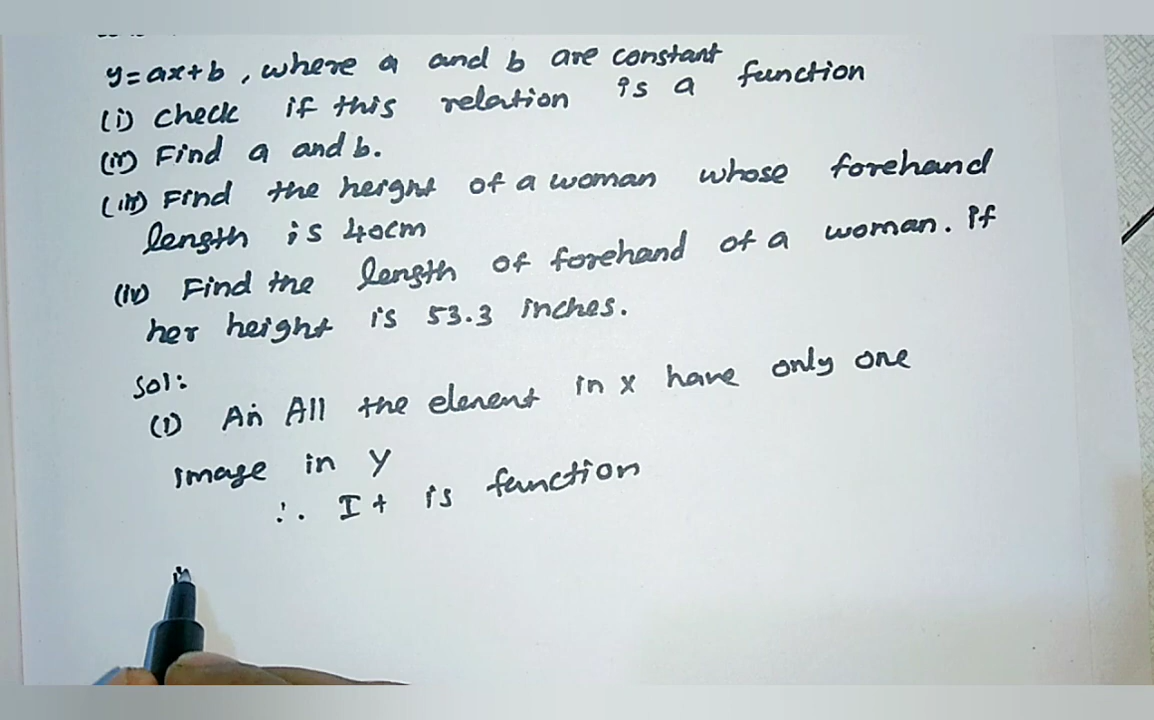 y=ax+b, where a and b are constant
(i) check if this relation is a function
(ii) Find a and b.
(iii) Find the height of a woman whose forehand
length is 40cm
(iv) Find the length of forehand of a woman. if
her height is 53.3 inches.
Sol:
(i) An All the element in x have only one
image in y
∴ It is function